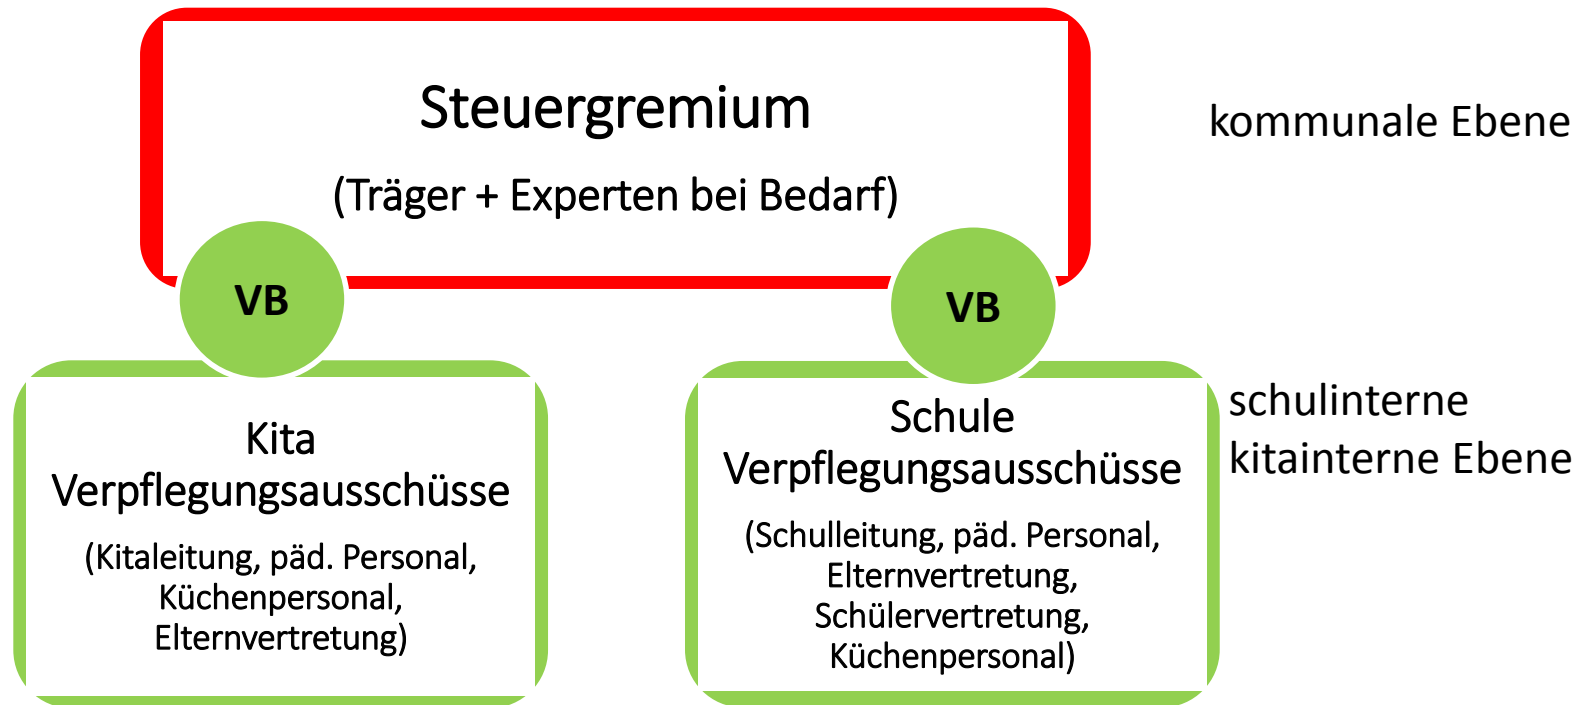 Steuergremium
(Träger + Experten bei Bedarf)
kommunale Ebene
VB
VB
Kita
Verpflegungsausschüsse
(Kitaleitung, päd. Personal,
Küchenpersonal,
Elternvertretung)
Schule
Verpflegungsausschüsse
(Schulleitung, päd. Personal,
Elternvertretung,
Schülervertretung,
Küchenpersonal)
schulinterne
kitainterne Ebene